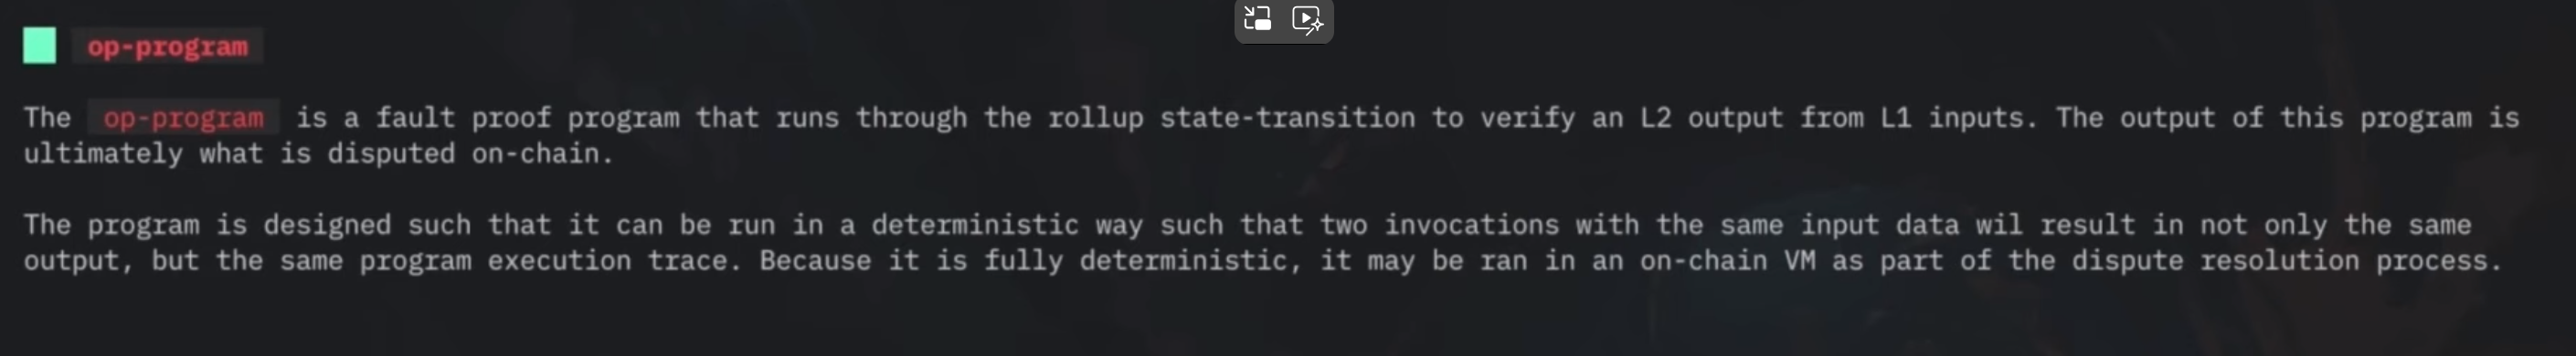 op-program
The op-program is a fault proof program that runs through the rollup state-transition to verify an L2 output from L1 inputs. The output of this program is
ultimately what is disputed on-chain.
The program is designed such that it can be run in a deterministic way such that two invocations with the same input data wil result in not only the same
output, but the same program execution trace. Because it is fully deterministic, it may be ran in an on-chain VM as part of the dispute resolution process.